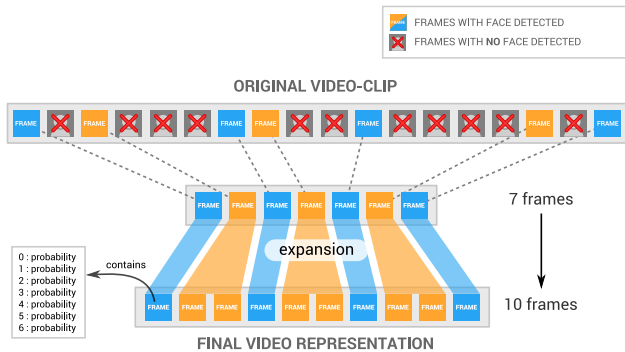 FRAMES WITH FACE DETECTED
FRAMES WITH NO FACE DETECTED
ORIGINAL VIDEO-CLIP
FRAME FRAME FRAME FRAME FRAME FRAME FRAME
FRAME FRAME FRAME FRAME FRAME FRAME FRAME
7 frames
expansion
contains
0 : probability
1 : probability
2 : probability
3 : probability
4 : probability
5 : probability
6 : probability
FRAME FRAME FRAME FRAME FRAME FRAME FRAME FRAME FRAME FRAME
10 frames
FINAL VIDEO REPRESENTATION